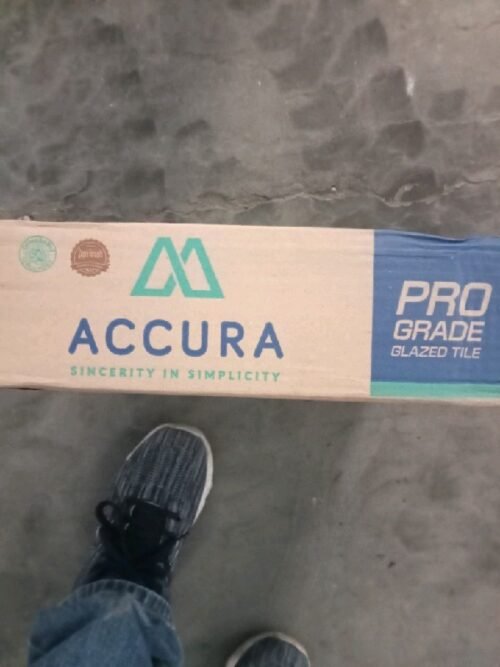 ACCURA
SINCERITY IN SIMPLICITY
PRO
GRADE
GLAZED TILE